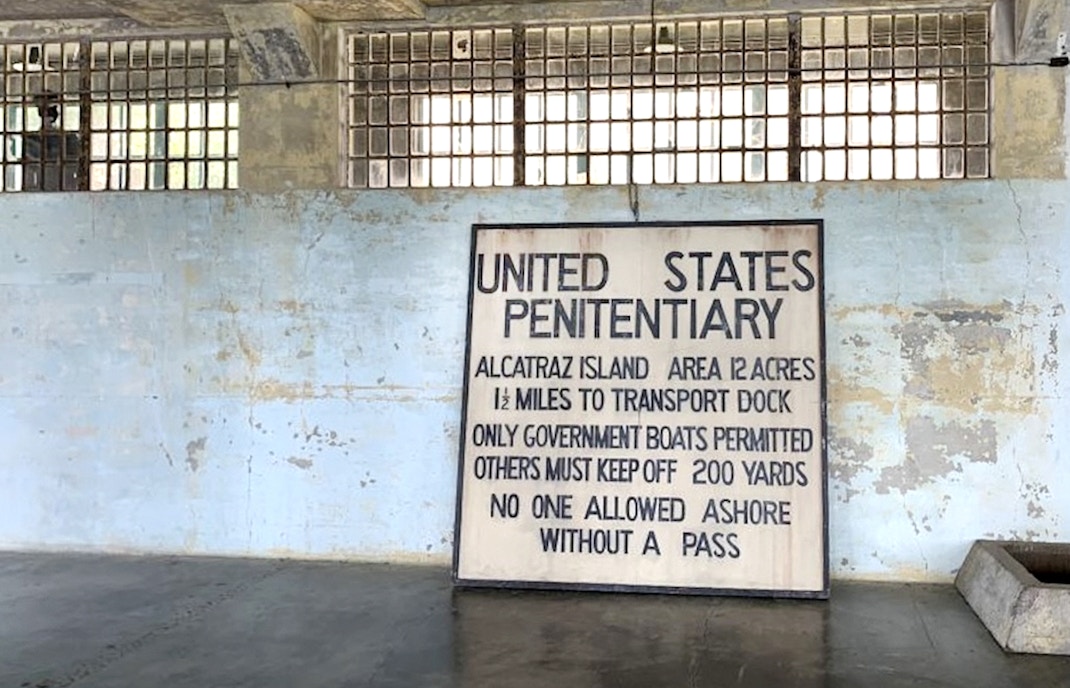 UNITED STATES
PENITENTIARY
ALCATRAZ ISLAND AREA 12 ACRES
1½ MILES TO TRANSPORT DOCK
ONLY GOVERNMENT BOATS PERMITTED
OTHERS MUST KEEP OFF 200 YARDS
NO ONE ALLOWED ASHORE
WITHOUT A PASS